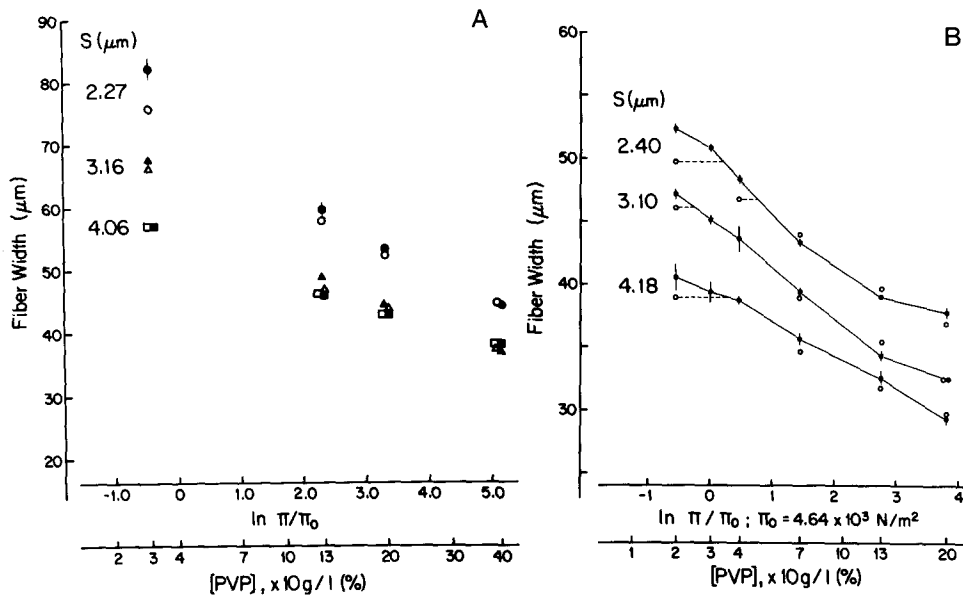 A
90
80
70
60
50
40
30
20
Fiber Width (μm)
S (μm)
2.27
3.16
4.06
-1.0 0 1.0 2.0 3.0 4.0 5.0
ln π/π₀
2 3 4 7 10 13 20 30 40
[PVP], x 10 g/l (%)
B
60
50
40
30
Fiber Width (μm)
S (μm)
2.40
3.10
4.18
-1 0 1 2 3 4
ln π/π₀ ; π₀ = 4.64 x 10³ N/m²
1 2 3 4 7 10 13 20
[PVP], x 10 g/l (%)